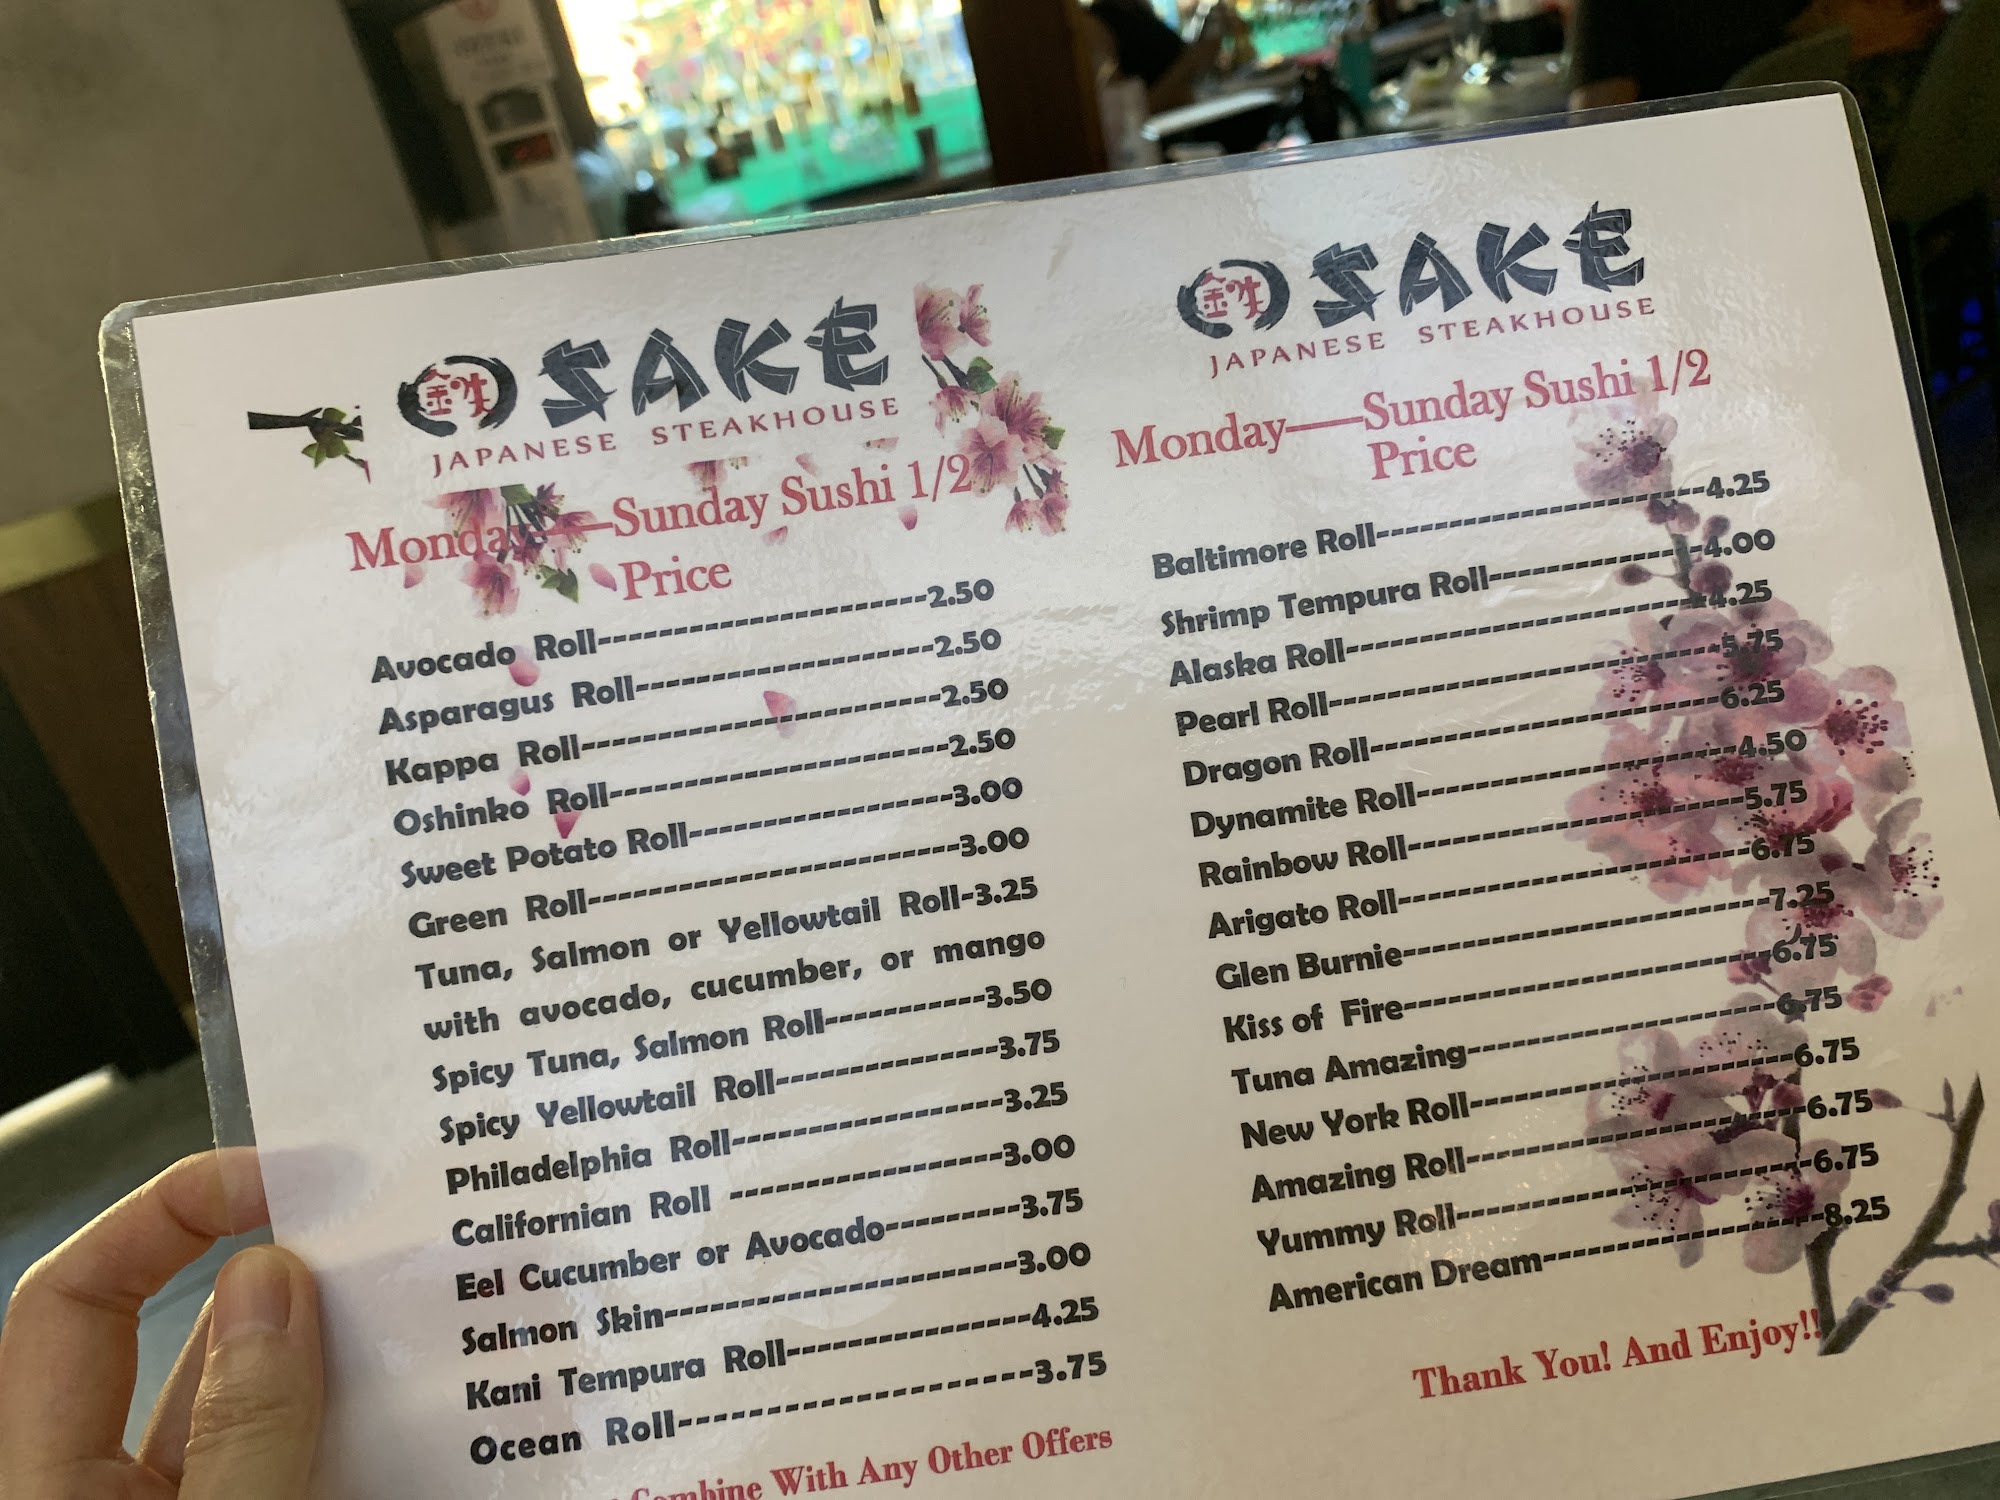 OSAKE
JAPANESE STEAKHOUSE
Monday——Sunday Sushi 1/2
Price
Avocado Roll---------------------2.50
Asparagus Roll-------------------2.50
Kappa Roll-----------------------2.50
Oshinko Roll---------------------2.50
Sweet Potato Roll----------------3.00
Green Roll-----------------------3.00
Tuna, Salmon or Yellowtail Roll-3.25
with avocado, cucumber, or mango
Spicy Tuna, Salmon Roll----------3.50
Spicy Yellowtail Roll--------------3.75
Philadelphia Roll-----------------3.25
Californian Roll -----------------3.00
Eel Cucumber or Avocado---------3.75
Salmon Skin----------------------3.00
Kani Tempura Roll----------------4.25
Ocean Roll-----------------------3.75
Combine With Any Other Offers
OSAKE
JAPANESE STEAKHOUSE
Monday——Sunday Sushi 1/2
Price
Baltimore Roll---------------------4.25
Shrimp Tempura Roll--------------4.00
Alaska Roll-----------------------4.25
Pearl Roll-------------------------5.75
Dragon Roll-----------------------6.25
Dynamite Roll---------------------4.50
Rainbow Roll----------------------5.75
Arigato Roll-----------------------6.75
Glen Burnie-----------------------7.25
Kiss of Fire------------------------6.75
Tuna Amazing---------------------6.75
New York Roll---------------------6.75
Amazing Roll----------------------6.75
Yummy Roll-----------------------6.75
American Dream------------------8.25
Thank You! And Enjoy!!